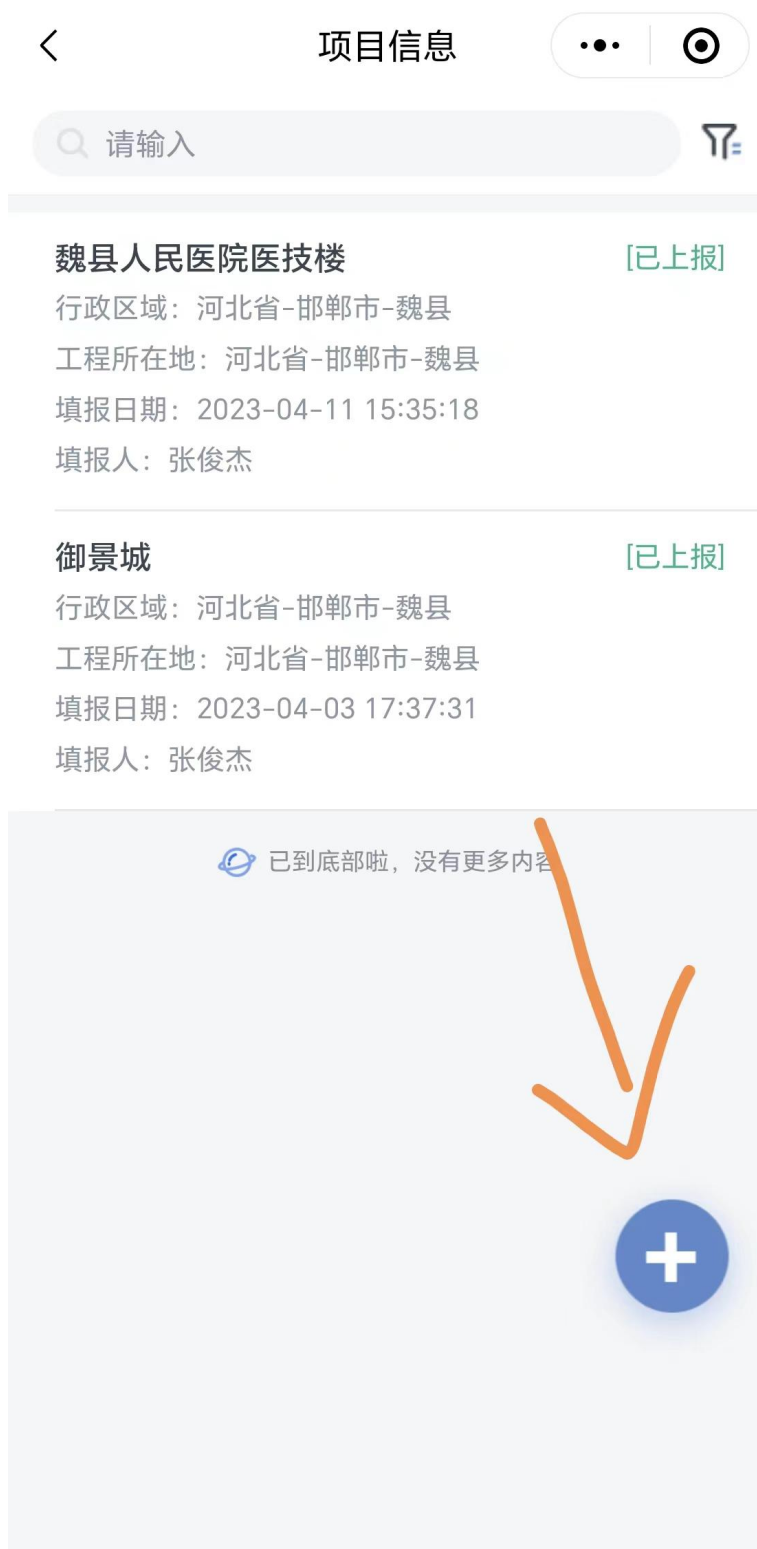 项目信息
请输入
魏县人民医院医技楼
[已上报]
行政区域：河北省-邯郸市-魏县
工程所在地：河北省-邯郸市-魏县
填报日期：2023-04-11 15:35:18
填报人：张俊杰
御景城
[已上报]
行政区域：河北省-邯郸市-魏县
工程所在地：河北省-邯郸市-魏县
填报日期：2023-04-03 17:37:31
填报人：张俊杰
已到底部啦，没有更多内容